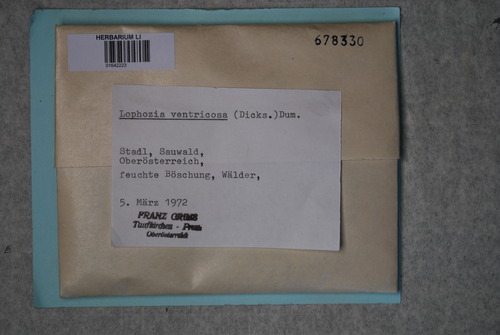 HERBARIUM LI
01642223
678330
Lophozia ventricosa (Dicks.)Dum.
Stadl, Sauwald,
Oberösterreich,
feuchte Böschung, Wälder,
5. März 1972
FRANZ GRIMS
Taufkirchen - Pram
Oberösterreich